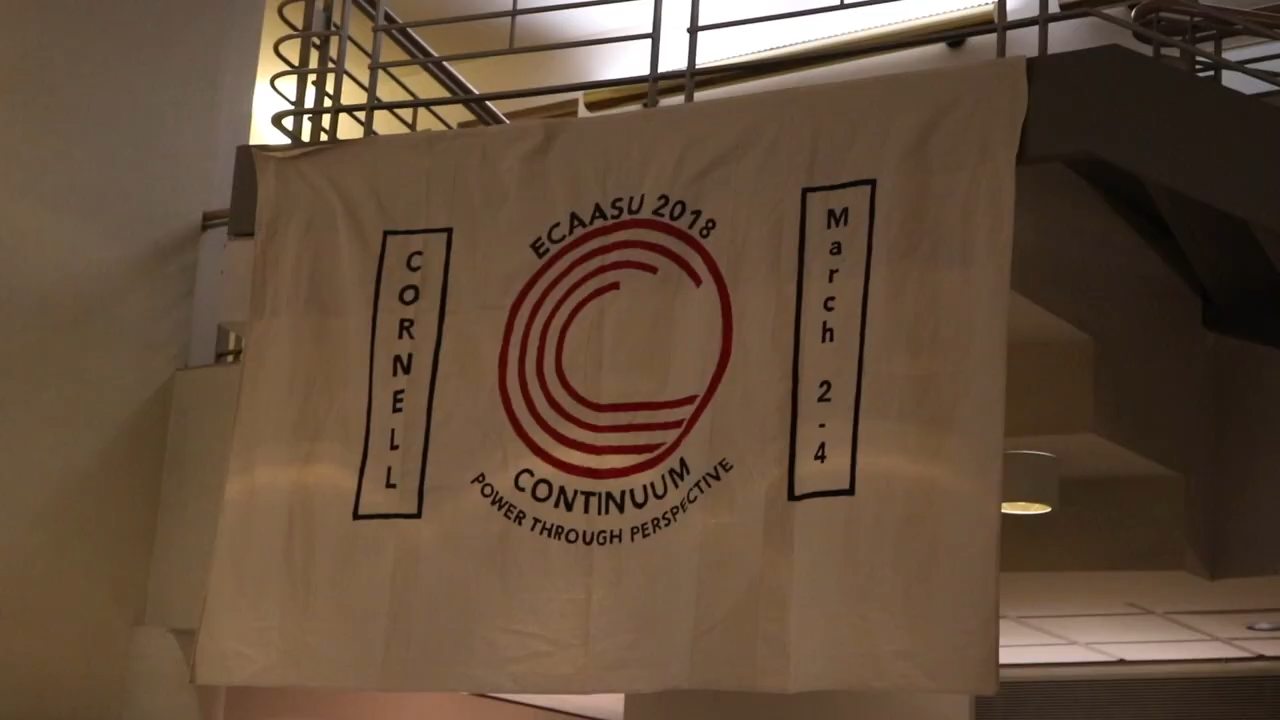 CORNELL
ECAASU 2018
CONTINUUM
POWER THROUGH PERSPECTIVE
March 2-4